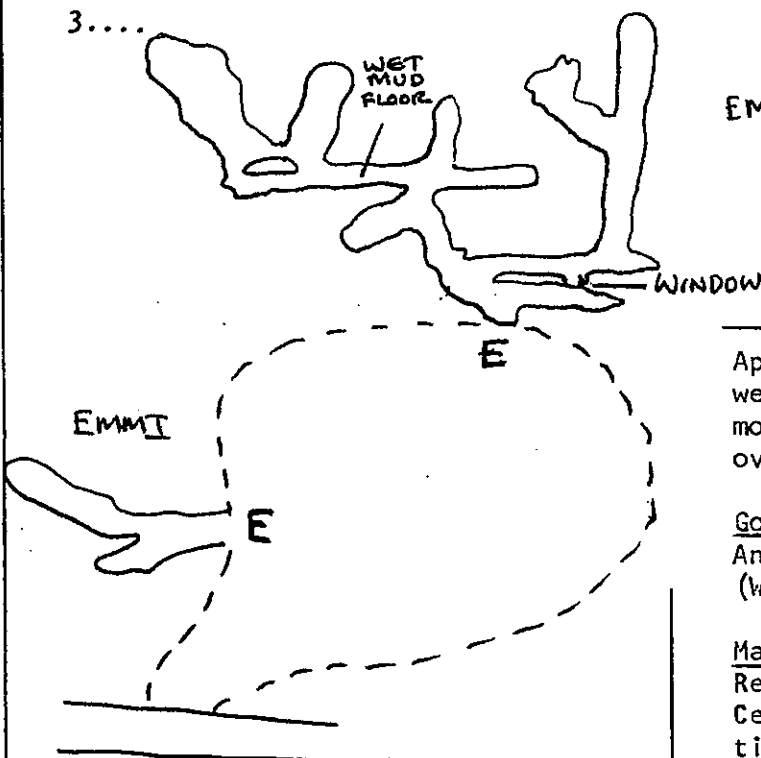 3....
WET
MUD
FLOOR
EM
WINDOW
E
Ap
we
mo
ov
EMMI
E
Go
An
(W
Ma
Re
Ce
ti